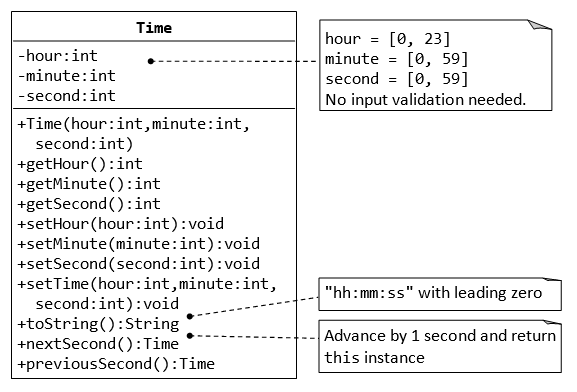 Time
-hour:int
-minute:int
-second:int
+Time(hour:int,minute:int,
second:int)
+getHour():int
+getMinute():int
+getSecond():int
+setHour(hour:int):void
+setMinute(minute:int):void
+setSecond(second:int):void
+setTime(hour:int,minute:int,
second:int):void
+toString():String
+nextSecond():Time
+previousSecond():Time
hour = [0, 23]
minute = [0, 59]
second = [0, 59]
No input validation needed.
"hh:mm:ss" with leading zero
Advance by 1 second and return
this instance